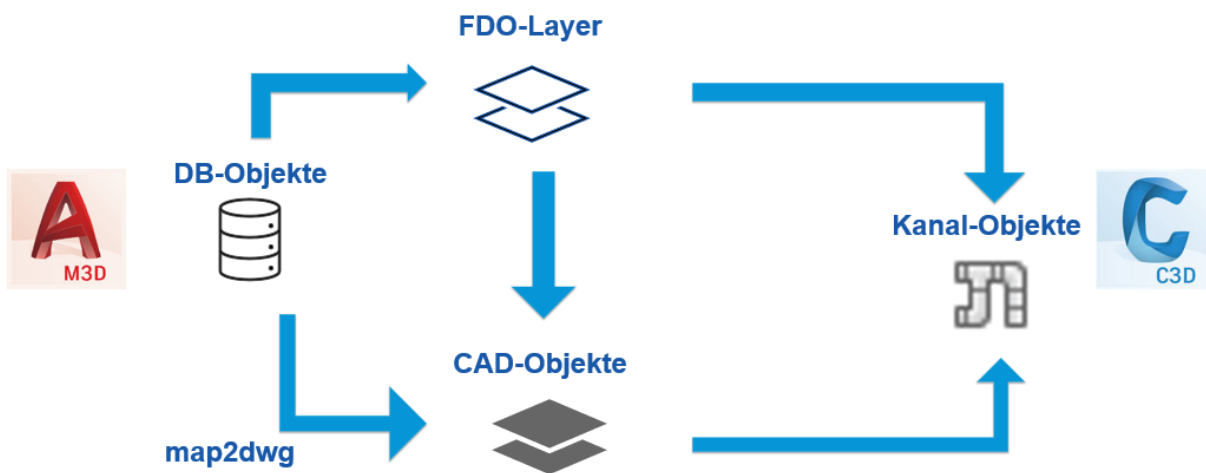 FDO-Layer
DB-Objekte
M3D
Kanal-Objekte
C3D
CAD-Objekte
map2dwg